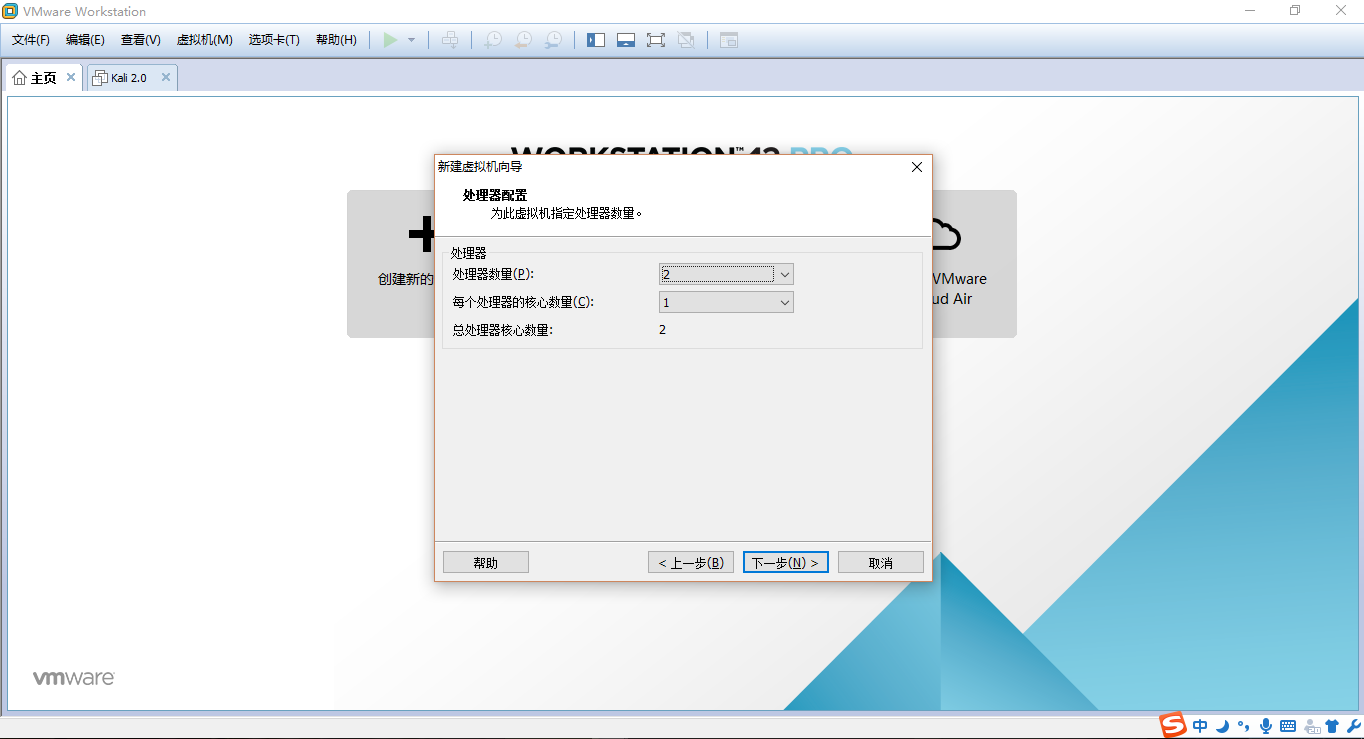 VMware Workstation
文件(F) 编辑(E) 查看(V) 虚拟机(M) 选项卡(T) 帮助(H)
主页 Kali 2.0
WORKSTATION™ 12 PRO
创建新的
VMware
ud Air
新建虚拟机向导
处理器配置
为此虚拟机指定处理器数量。
处理器
处理器数量(P): 2
每个处理器的核心数量(C): 1
总处理器核心数量: 2
帮助 < 上一步(B) 下一步(N) > 取消
vmware
S 中